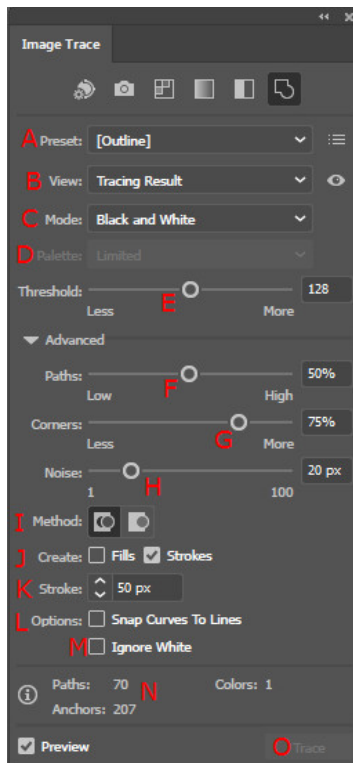 Image Trace
A Preset: [Outline]
B View: Tracing Result
C Mode: Black and White
D Palette: Limited
Threshold: 128
E
Less More
Advanced
Paths: 50%
F
Low High
Corners: 75%
G
Less More
Noise: 20 px
H
1 100
I Method:
J Create: Fills Strokes
K Stroke: 50 px
L Options: Snap Curves To Lines
M Ignore White
Paths: 70 N Colors: 1
Anchors: 207
Preview O Trace